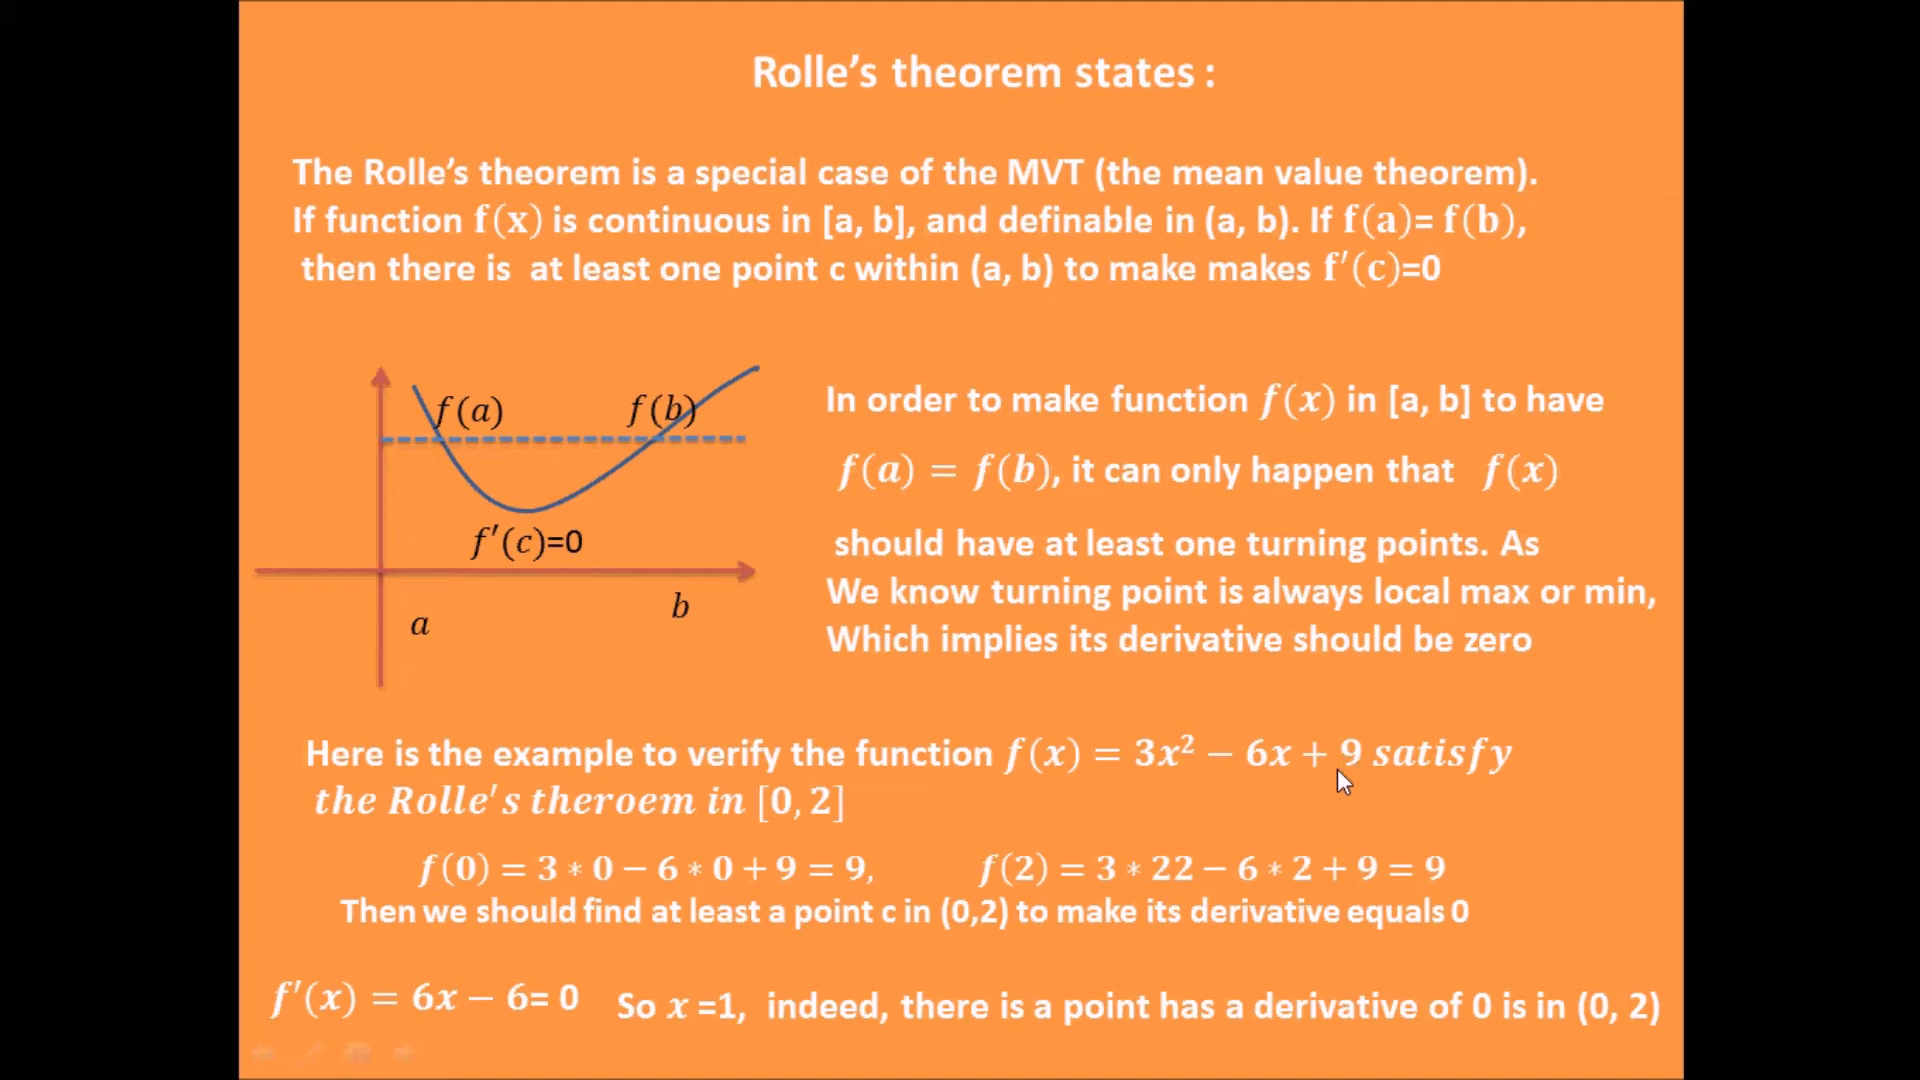 Rolle’s theorem states :
The Rolle’s theorem is a special case of the MVT (the mean value theorem).
If function f(x) is continuous in [a, b], and definable in (a, b). If f(a)= f(b),
then there is at least one point c within (a, b) to make makes f′(c)=0
f(a)
f(b)
f′(c)=0
a
b
In order to make function f(x) in [a, b] to have
f(a) = f(b), it can only happen that f(x)
should have at least one turning points. As
We know turning point is always local max or min,
Which implies its derivative should be zero
Here is the example to verify the function f(x) = 3x² − 6x + 9 satisfy
the Rolle′s theroem in [0, 2]
f(0) = 3 ∗ 0 − 6 ∗ 0 + 9 = 9, f(2) = 3 ∗ 22 − 6 ∗ 2 + 9 = 9
Then we should find at least a point c in (0,2) to make its derivative equals 0
f′(x) = 6x − 6= 0 So x =1, indeed, there is a point has a derivative of 0 is in (0, 2)